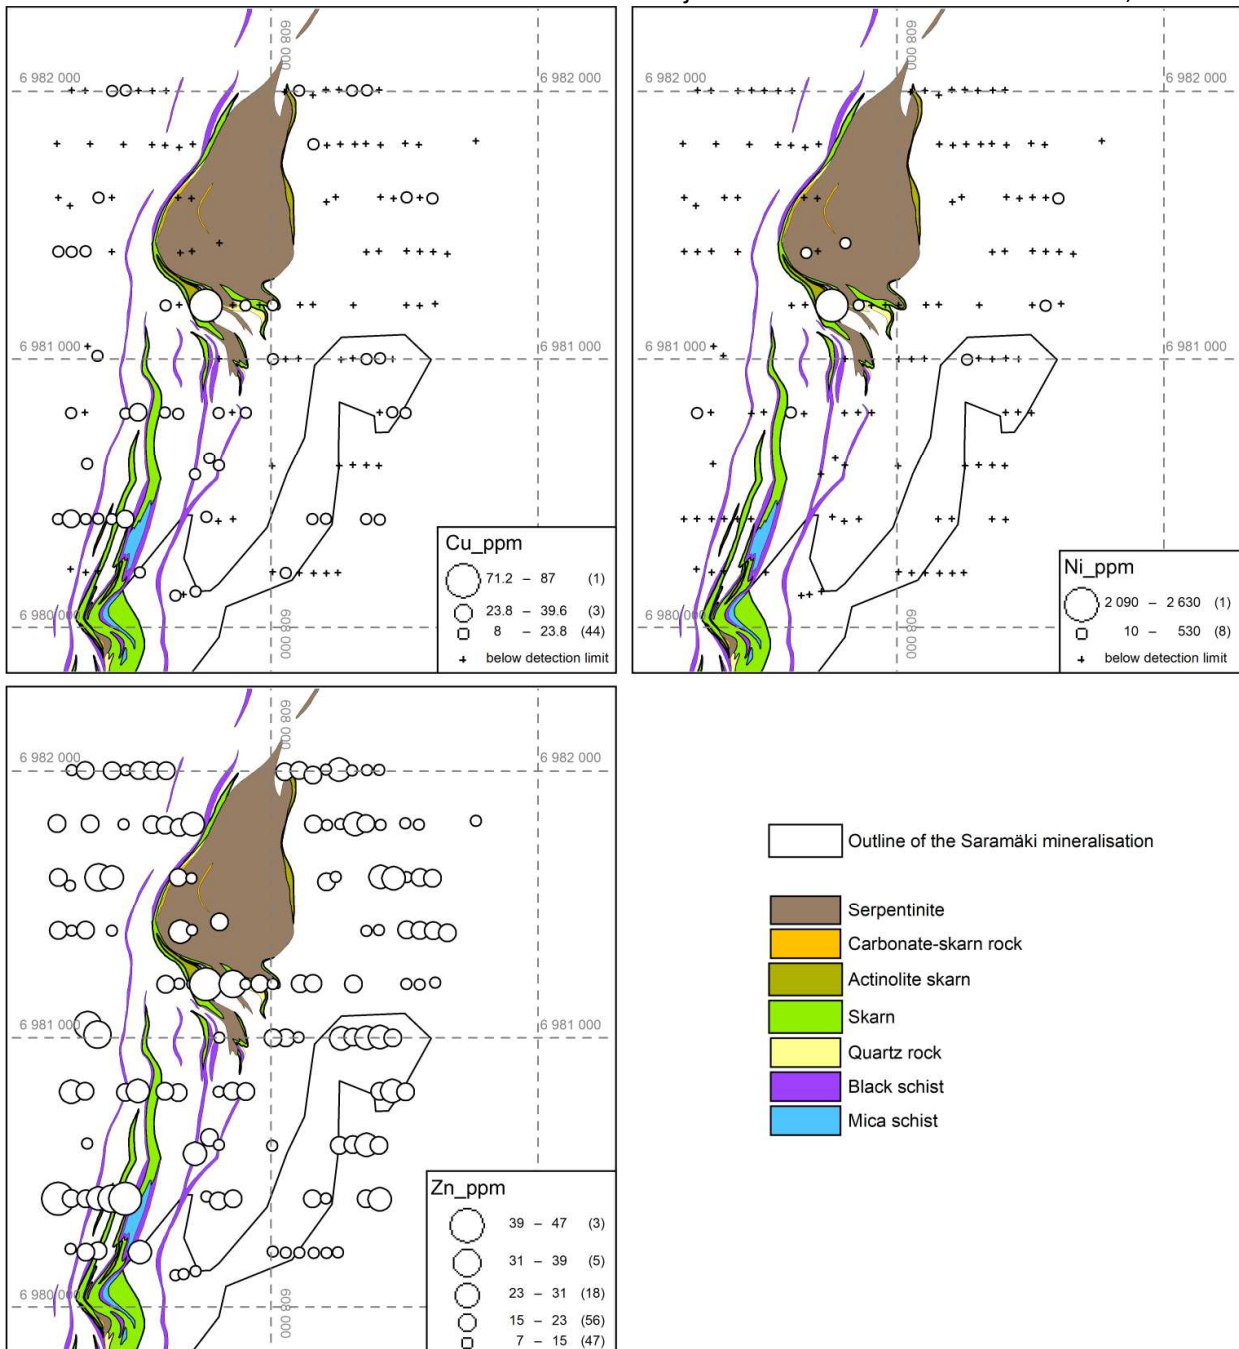 6 982 000
608 000
6 982 000
6 981 000
6 981 000
6 980 000
608 000
Cu_ppm
71.2 – 87 (1)
23.8 – 39.6 (3)
8 – 23.8 (44)
below detection limit
6 982 000
608 000
6 982 000
6 981 000
6 981 000
6 980 000
608 000
Ni_ppm
2 090 – 2 630 (1)
10 – 530 (8)
below detection limit
6 982 000
608 000
6 982 000
6 981 000
6 981 000
6 980 000
608 000
Zn_ppm
39 – 47 (3)
31 – 39 (5)
23 – 31 (18)
15 – 23 (56)
7 – 15 (47)
Outline of the Saramäki mineralisation
Serpentinite
Carbonate-skarn rock
Actinolite skarn
Skarn
Quartz rock
Black schist
Mica schist